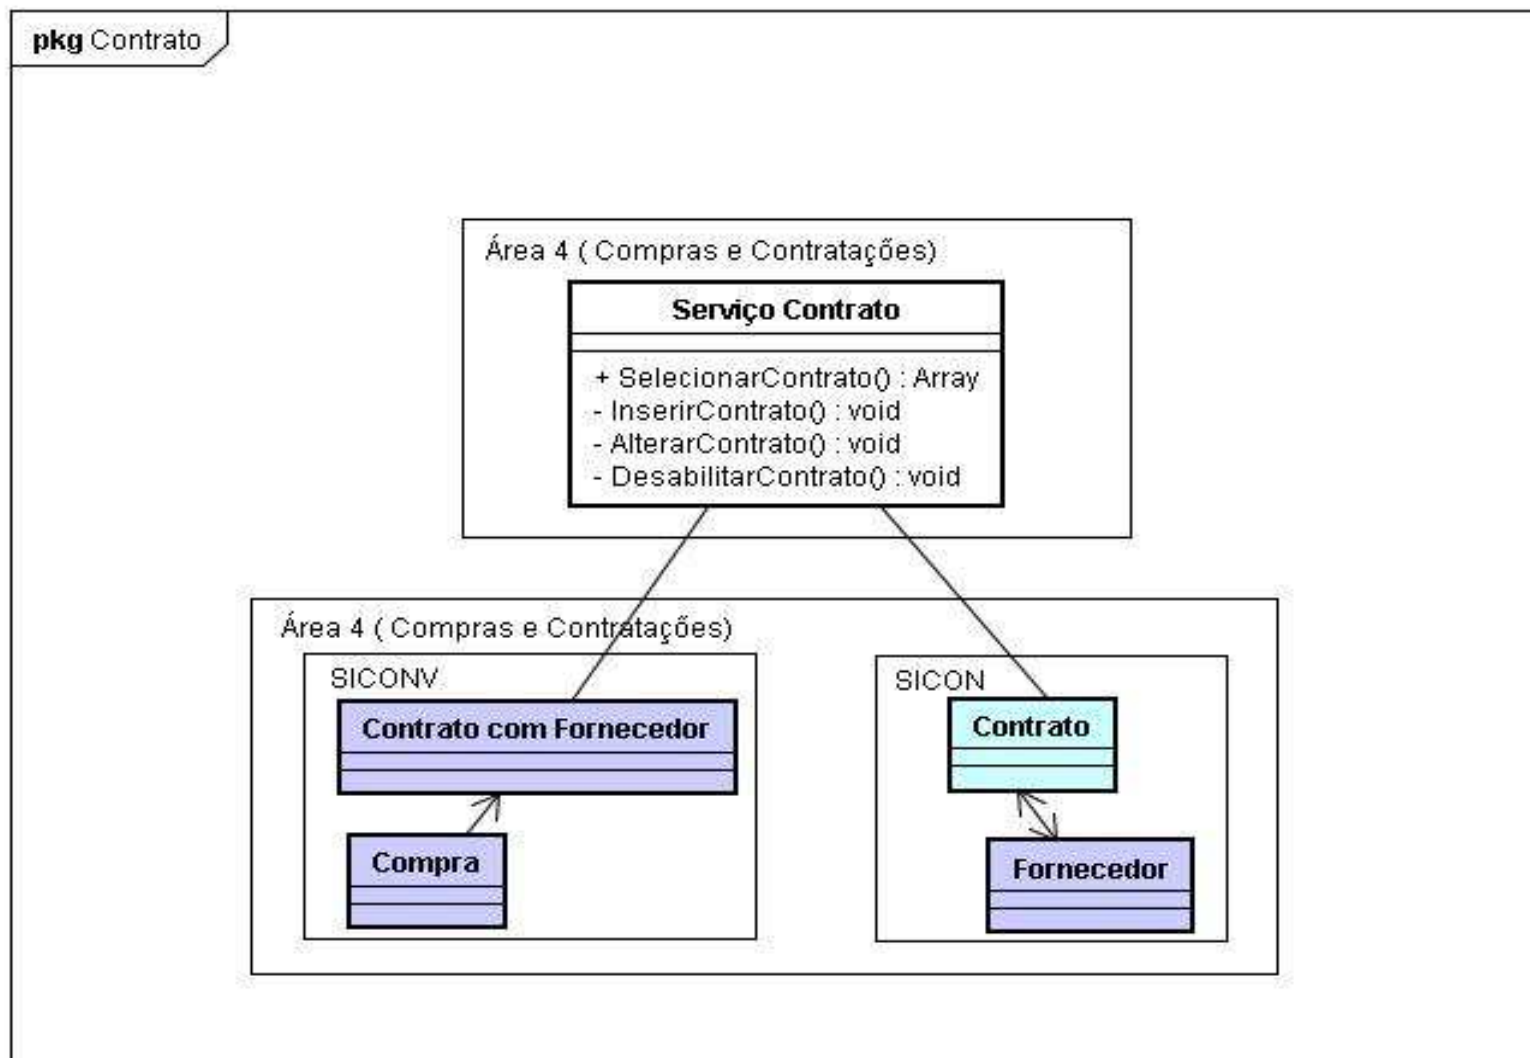 pkg Contrato
Área 4 ( Compras e Contratações)
Serviço Contrato
+ SelecionarContrato() : Array
- InserirContrato() : void
- AlterarContrato() : void
- DesabilitarContrato() : void
Área 4 ( Compras e Contratações)
SICONV
Contrato com Fornecedor
Compra
SICON
Contrato
Fornecedor